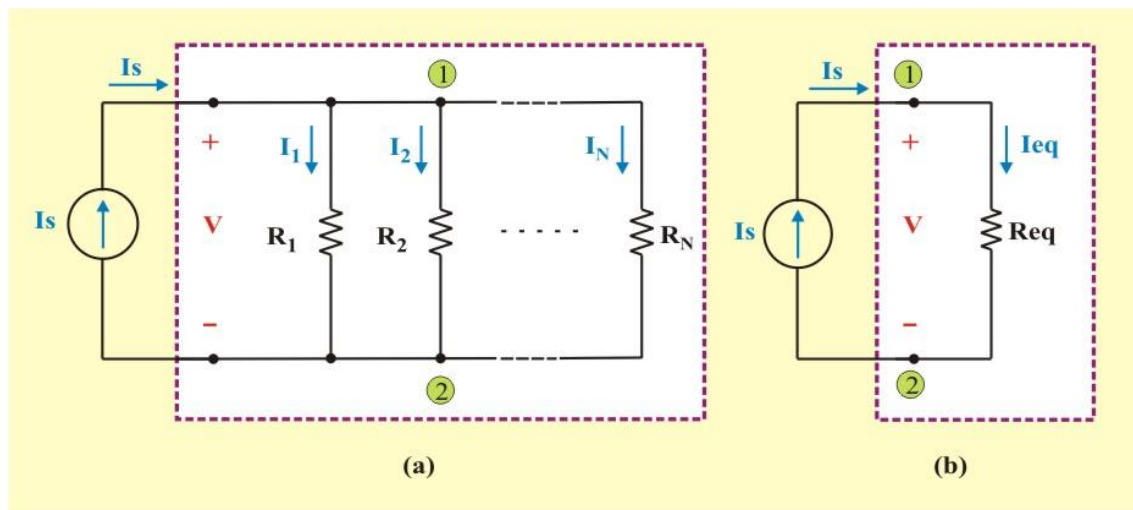 Is
1
+
I1
I2
IN
Is
V
R1
R2
. . . . . .
RN
−
2
(a)
Is
1
+
Ieq
Is
V
Req
−
2
(b)